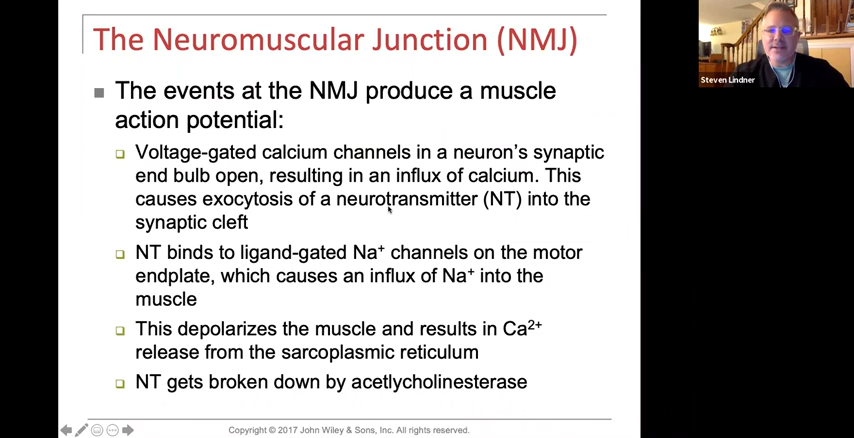 The Neuromuscular Junction (NMJ)
The events at the NMJ produce a muscle
action potential:
Voltage-gated calcium channels in a neuron's synaptic
end bulb open, resulting in an influx of calcium. This
causes exocytosis of a neurotransmitter (NT) into the
synaptic cleft
NT binds to ligand-gated Na⁺ channels on the motor
endplate, which causes an influx of Na⁺ into the
muscle
This depolarizes the muscle and results in Ca²⁺
release from the sarcoplasmic reticulum
NT gets broken down by acetlycholinesterase
Copyright © 2017 John Wiley & Sons, Inc. All rights reserved.
Steven Lindner